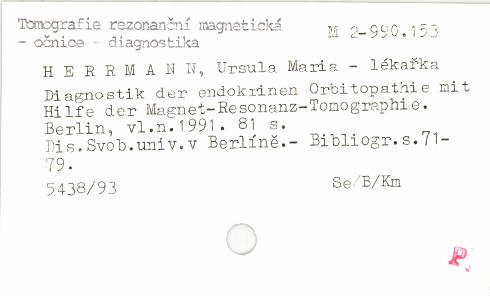 Tomografie rezonanční magnetická
- očnice - diagnostika
M 2-990.153
H E R R M A N N, Ursula Maria - lékařka
Diagnostik der endokrinen Orbitopathie mit
Hilfe der Magnet-Resonanz-Tomographie.
Berlin, vl.n.1991. 81 s.
Dis.Svob.univ.v Berlíně.- Bibliogr.s.71-
79.
5438/93
Se/B/Km
P.